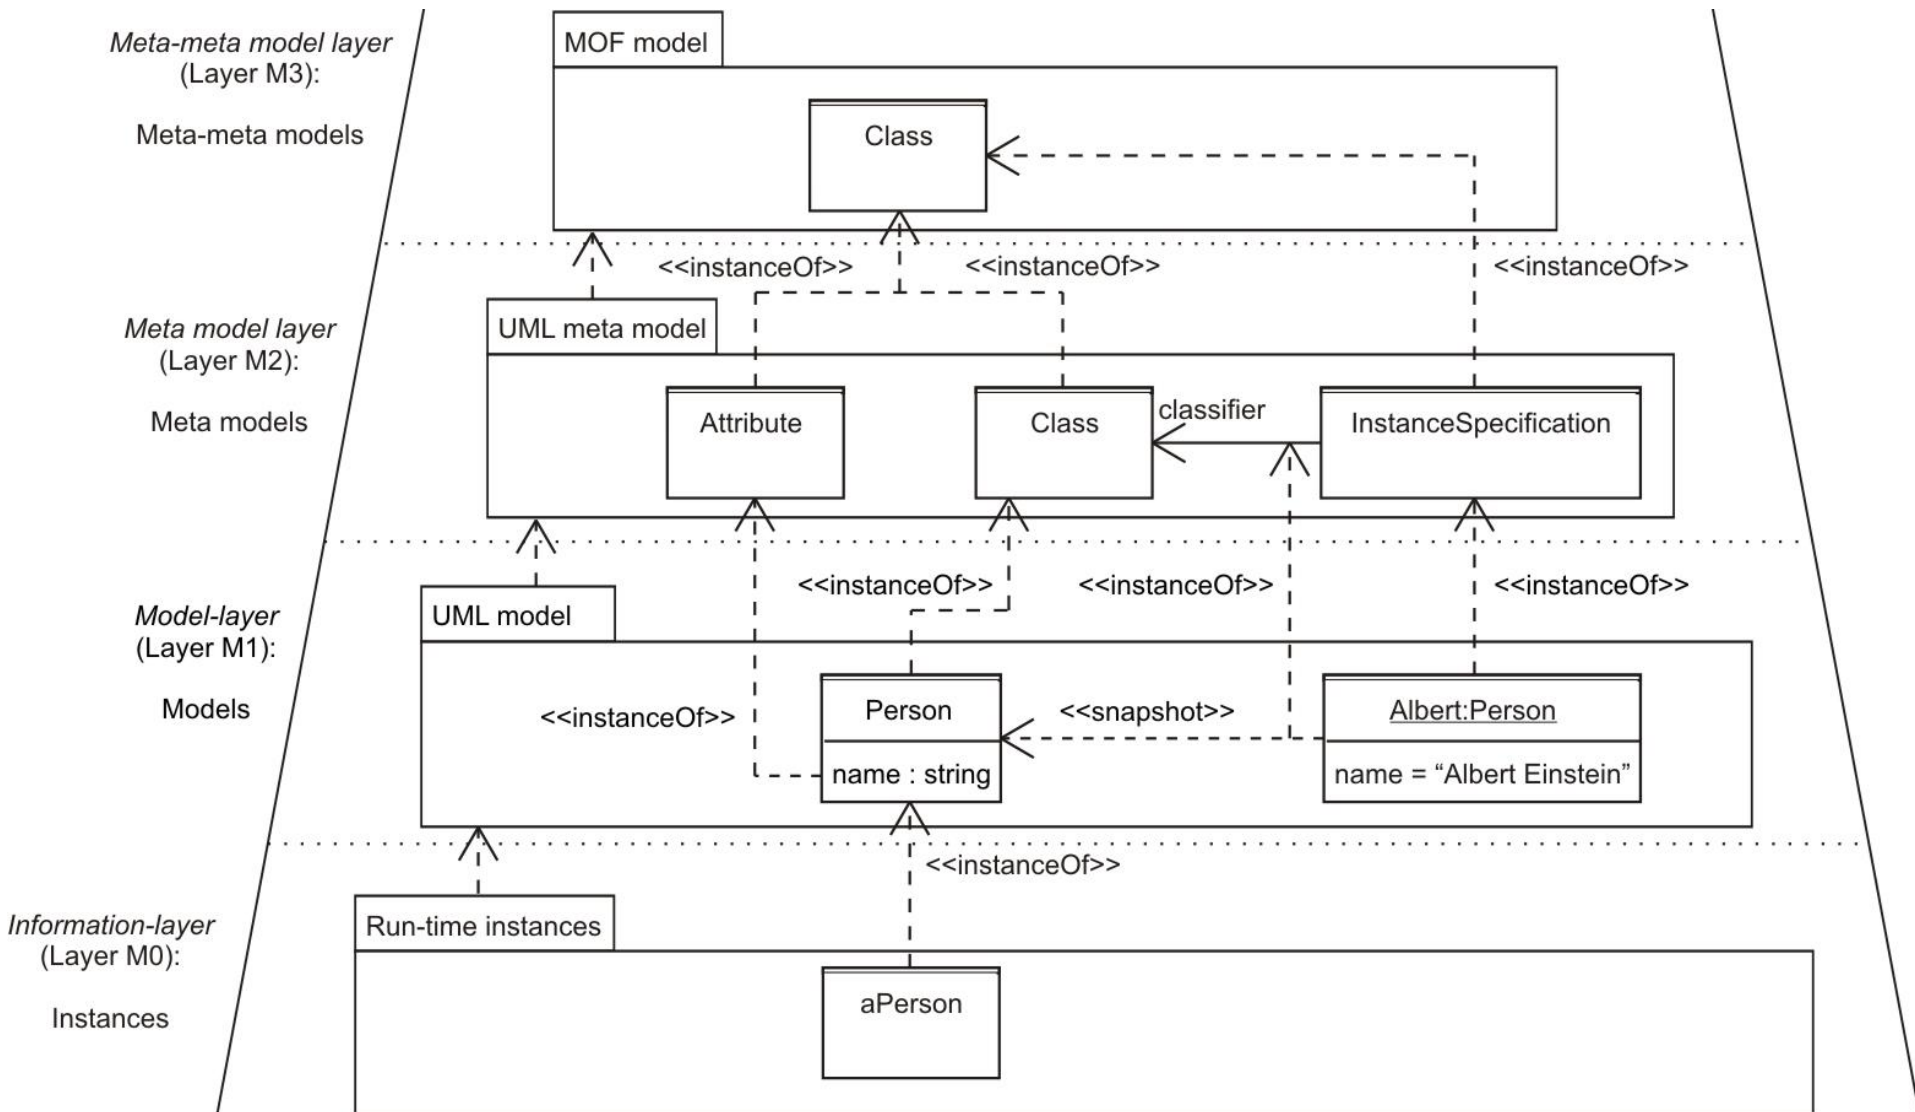 Meta-meta model layer
(Layer M3):
Meta-meta models
MOF model
Class
<<instanceOf>>
<<instanceOf>>
<<instanceOf>>
Meta model layer
(Layer M2):
Meta models
UML meta model
Attribute
Class
classifier
InstanceSpecification
<<instanceOf>>
<<instanceOf>>
<<instanceOf>>
Model-layer
(Layer M1):
Models
UML model
<<instanceOf>>
Person
name : string
<<snapshot>>
Albert:Person
name = “Albert Einstein”
<<instanceOf>>
Information-layer
(Layer M0):
Instances
Run-time instances
aPerson